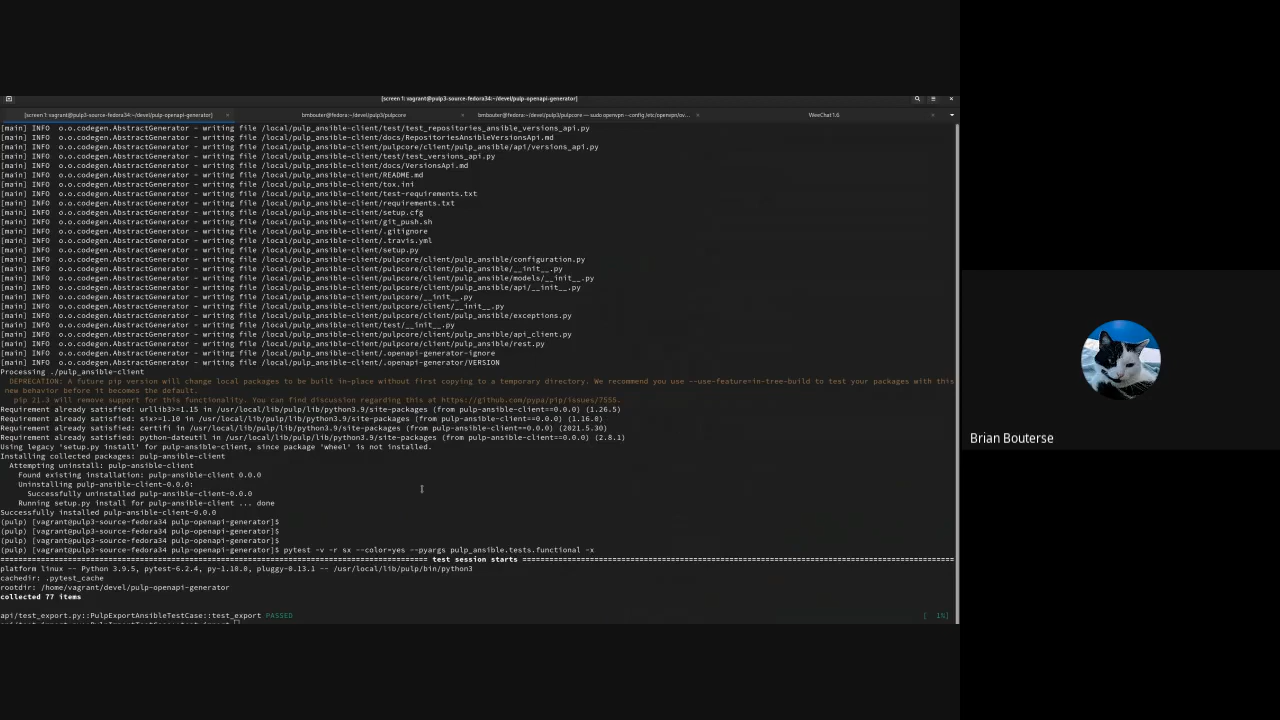 [screen 1: vagrant@pulp3-source-fedora34:~/devel/pulp-openapi-generator]
[screen 1: vagrant@pulp3-source-fedora34:~/devel/pulp-openapi-generator] × bmbouter@fedora:~/devel/pulp3/pulpcore × bmbouter@fedora:~/devel/pulp3/pulpcore — sudo openvpn --config /etc/openvpn/ov... × WeeChat 1.6 ×
[main] INFO  o.o.codegen.AbstractGenerator - writing file /local/pulp_ansible-client/test/test_repositories_ansible_versions_api.py
[main] INFO  o.o.codegen.AbstractGenerator - writing file /local/pulp_ansible-client/docs/RepositoriesAnsibleVersionsApi.md
[main] INFO  o.o.codegen.AbstractGenerator - writing file /local/pulp_ansible-client/pulpcore/client/pulp_ansible/api/versions_api.py
[main] INFO  o.o.codegen.AbstractGenerator - writing file /local/pulp_ansible-client/test/test_versions_api.py
[main] INFO  o.o.codegen.AbstractGenerator - writing file /local/pulp_ansible-client/docs/VersionsApi.md
[main] INFO  o.o.codegen.AbstractGenerator - writing file /local/pulp_ansible-client/README.md
[main] INFO  o.o.codegen.AbstractGenerator - writing file /local/pulp_ansible-client/tox.ini
[main] INFO  o.o.codegen.AbstractGenerator - writing file /local/pulp_ansible-client/test-requirements.txt
[main] INFO  o.o.codegen.AbstractGenerator - writing file /local/pulp_ansible-client/requirements.txt
[main] INFO  o.o.codegen.AbstractGenerator - writing file /local/pulp_ansible-client/setup.cfg
[main] INFO  o.o.codegen.AbstractGenerator - writing file /local/pulp_ansible-client/git_push.sh
[main] INFO  o.o.codegen.AbstractGenerator - writing file /local/pulp_ansible-client/.gitignore
[main] INFO  o.o.codegen.AbstractGenerator - writing file /local/pulp_ansible-client/.travis.yml
[main] INFO  o.o.codegen.AbstractGenerator - writing file /local/pulp_ansible-client/setup.py
[main] INFO  o.o.codegen.AbstractGenerator - writing file /local/pulp_ansible-client/pulpcore/client/pulp_ansible/configuration.py
[main] INFO  o.o.codegen.AbstractGenerator - writing file /local/pulp_ansible-client/pulpcore/client/pulp_ansible/__init__.py
[main] INFO  o.o.codegen.AbstractGenerator - writing file /local/pulp_ansible-client/pulpcore/client/pulp_ansible/models/__init__.py
[main] INFO  o.o.codegen.AbstractGenerator - writing file /local/pulp_ansible-client/pulpcore/client/pulp_ansible/api/__init__.py
[main] INFO  o.o.codegen.AbstractGenerator - writing file /local/pulp_ansible-client/pulpcore/__init__.py
[main] INFO  o.o.codegen.AbstractGenerator - writing file /local/pulp_ansible-client/pulpcore/client/__init__.py
[main] INFO  o.o.codegen.AbstractGenerator - writing file /local/pulp_ansible-client/pulpcore/client/pulp_ansible/exceptions.py
[main] INFO  o.o.codegen.AbstractGenerator - writing file /local/pulp_ansible-client/test/__init__.py
[main] INFO  o.o.codegen.AbstractGenerator - writing file /local/pulp_ansible-client/pulpcore/client/pulp_ansible/api_client.py
[main] INFO  o.o.codegen.AbstractGenerator - writing file /local/pulp_ansible-client/pulpcore/client/pulp_ansible/rest.py
[main] INFO  o.o.codegen.AbstractGenerator - writing file /local/pulp_ansible-client/.openapi-generator-ignore
[main] INFO  o.o.codegen.AbstractGenerator - writing file /local/pulp_ansible-client/.openapi-generator/VERSION
Processing ./pulp_ansible-client
  DEPRECATION: A future pip version will change local packages to be built in-place without first copying to a temporary directory. We recommend you use --use-feature=in-tree-build to test your packages with this
 new behavior before it becomes the default.
   pip 21.3 will remove support for this functionality. You can find discussion regarding this at https://github.com/pypa/pip/issues/7555.
Requirement already satisfied: urllib3>=1.15 in /usr/local/lib/pulp/lib/python3.9/site-packages (from pulp-ansible-client==0.0.0) (1.26.5)
Requirement already satisfied: six>=1.10 in /usr/local/lib/pulp/lib/python3.9/site-packages (from pulp-ansible-client==0.0.0) (1.16.0)
Requirement already satisfied: certifi in /usr/local/lib/pulp/lib/python3.9/site-packages (from pulp-ansible-client==0.0.0) (2021.5.30)
Requirement already satisfied: python-dateutil in /usr/local/lib/pulp/lib/python3.9/site-packages (from pulp-ansible-client==0.0.0) (2.8.1)
Using legacy 'setup.py install' for pulp-ansible-client, since package 'wheel' is not installed.
Installing collected packages: pulp-ansible-client
  Attempting uninstall: pulp-ansible-client
    Found existing installation: pulp-ansible-client 0.0.0
    Uninstalling pulp-ansible-client-0.0.0:
      Successfully uninstalled pulp-ansible-client-0.0.0
    Running setup.py install for pulp-ansible-client ... done
Successfully installed pulp-ansible-client-0.0.0
(pulp) [vagrant@pulp3-source-fedora34 pulp-openapi-generator]$
(pulp) [vagrant@pulp3-source-fedora34 pulp-openapi-generator]$
(pulp) [vagrant@pulp3-source-fedora34 pulp-openapi-generator]$
(pulp) [vagrant@pulp3-source-fedora34 pulp-openapi-generator]$ pytest -v -r sx --color=yes --pyargs pulp_ansible.tests.functional -x
test session starts
platform linux -- Python 3.9.5, pytest-6.2.4, py-1.10.0, pluggy-0.13.1 -- /usr/local/lib/pulp/bin/python3
cachedir: .pytest_cache
rootdir: /home/vagrant/devel/pulp-openapi-generator
collected 77 items
api/test_export.py::PulpExportAnsibleTestCase::test_export PASSED [  1%]
Brian Bouterse